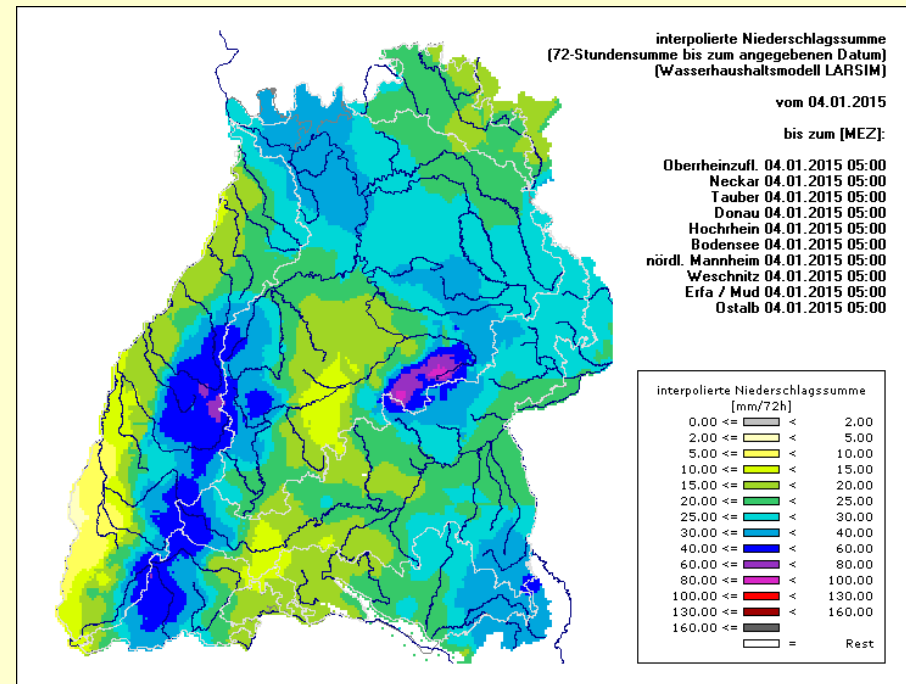 interpolierte Niederschlagssumme
(72-Stundensumme bis zum angegebenen Datum)
(Wasserhaushaltsmodell LARSIM)
vom 04.01.2015
bis zum [MEZ]:
Oberrheinzufl. 04.01.2015 05:00
Neckar 04.01.2015 05:00
Tauber 04.01.2015 05:00
Donau 04.01.2015 05:00
Hochrhein 04.01.2015 05:00
Bodensee 04.01.2015 05:00
nördl. Mannheim 04.01.2015 05:00
Weschnitz 04.01.2015 05:00
Erfa / Mud 04.01.2015 05:00
Ostalb 04.01.2015 05:00
interpolierte Niederschlagssumme
[mm/72h]
0.00 <= < 2.00
2.00 <= < 5.00
5.00 <= < 10.00
10.00 <= < 15.00
15.00 <= < 20.00
20.00 <= < 25.00
25.00 <= < 30.00
30.00 <= < 40.00
40.00 <= < 60.00
60.00 <= < 80.00
80.00 <= < 100.00
100.00 <= < 130.00
130.00 <= < 160.00
160.00 <=
= Rest